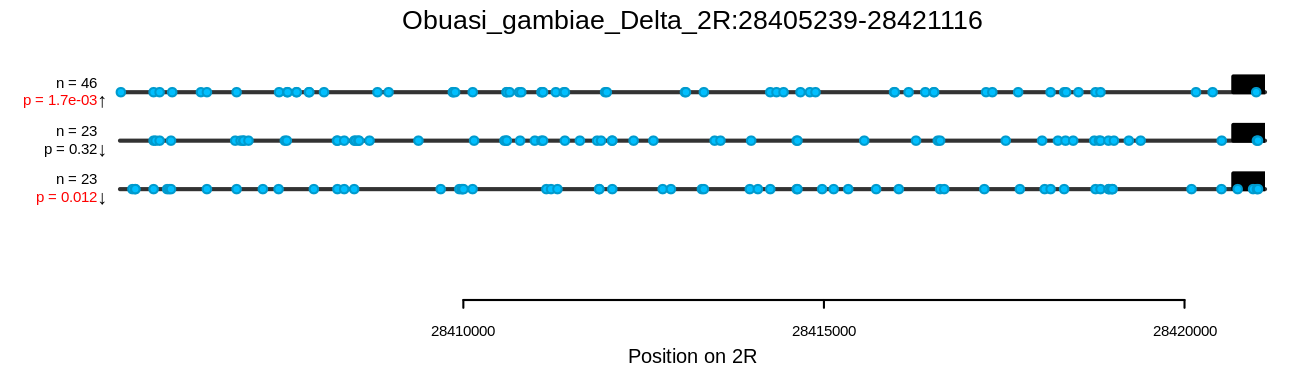 Obuasi_gambiae_Delta_2R:28405239-28421116
n = 46
p = 1.7e-03↑
n = 23
p = 0.32↓
n = 23
p = 0.012↓
28410000 28415000 28420000
Position on 2R